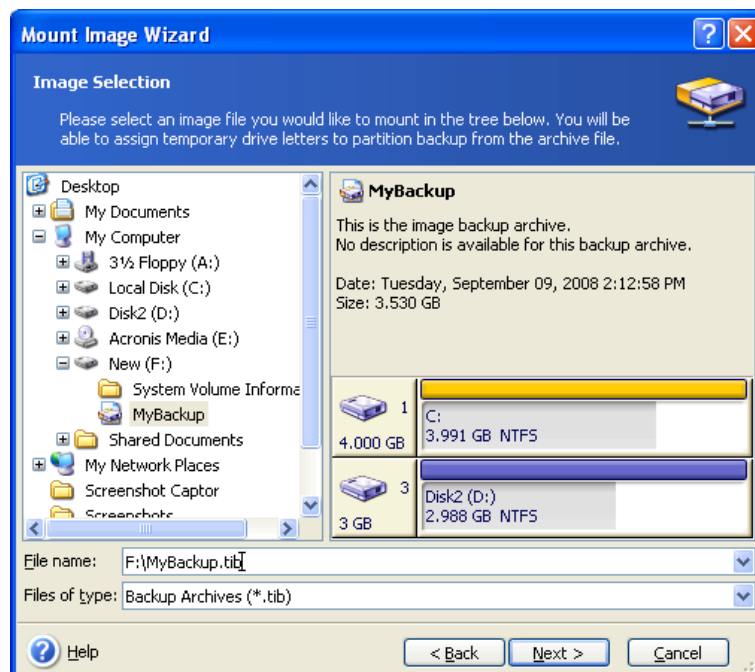 Mount Image Wizard
Image Selection
Please select an image file you would like to mount in the tree below. You will be
able to assign temporary drive letters to partition backup from the archive file.
Desktop
My Documents
My Computer
3½ Floppy (A:)
Local Disk (C:)
Disk2 (D:)
Acronis Media (E:)
New (F:)
System Volume Informa
MyBackup
Shared Documents
My Network Places
Screenshot Captor
Screenshots
MyBackup
This is the image backup archive.
No description is available for this backup archive.
Date: Tuesday, September 09, 2008 2:12:58 PM
Size: 3.530 GB
1
4.000 GB
C:
3.991 GB NTFS
3
3 GB
Disk2 (D:)
2.988 GB NTFS
File name: F:\MyBackup.tib
Files of type: Backup Archives (*.tib)
Help
< Back
Next >
Cancel